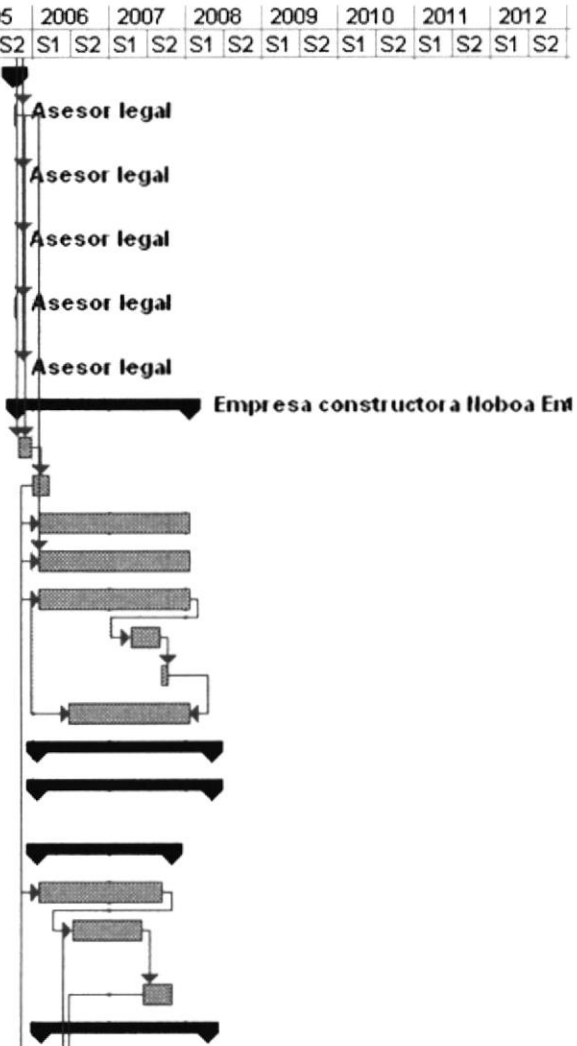 5 2006 2007 2008 2009 2010 2011 2012
S2 S1 S2 S1 S2 S1 S2 S1 S2 S1 S2 S1 S2 S1 S2
Asesor legal
Asesor legal
Asesor legal
Asesor legal
Asesor legal
Empresa constructora Noboa Ent